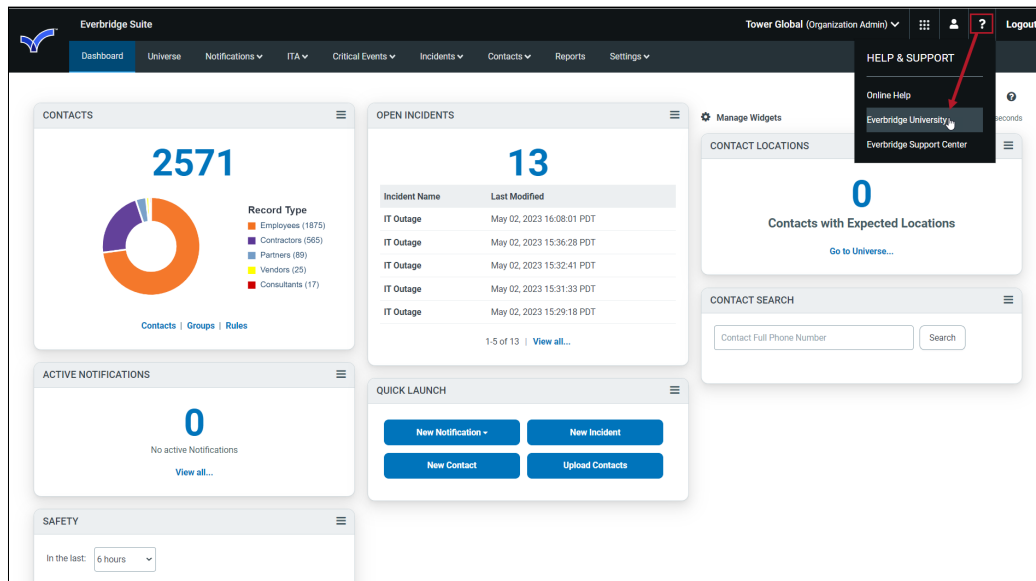 Everbridge Suite
Tower Global (Organization Admin)
?
Logout
Dashboard
Universe
Notifications
ITA
Critical Events
Incidents
Contacts
Reports
Settings
HELP & SUPPORT
Online Help
Everbridge University
Everbridge Support Center
Manage Widgets
seconds
CONTACTS
2571
Record Type
Employees (1875)
Contractors (565)
Partners (89)
Vendors (25)
Consultants (17)
Contacts | Groups | Rules
OPEN INCIDENTS
13
Incident Name Last Modified
IT Outage May 02, 2023 16:08:01 PDT
IT Outage May 02, 2023 15:36:28 PDT
IT Outage May 02, 2023 15:32:41 PDT
IT Outage May 02, 2023 15:31:33 PDT
IT Outage May 02, 2023 15:29:18 PDT
1-5 of 13 | View all...
CONTACT LOCATIONS
0
Contacts with Expected Locations
Go to Universe...
CONTACT SEARCH
Contact Full Phone Number
Search
ACTIVE NOTIFICATIONS
0
No active Notifications
View all...
QUICK LAUNCH
New Notification
New Incident
New Contact
Upload Contacts
SAFETY
In the last: 6 hours